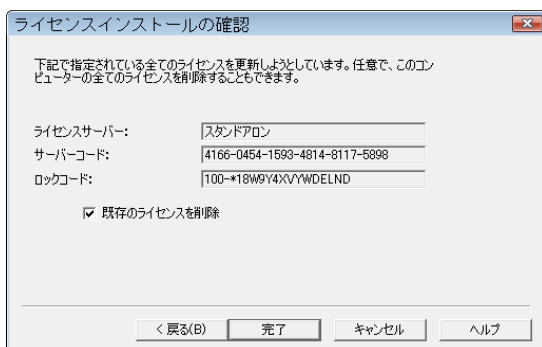 ライセンスインストールの確認
下記で指定されている全てのライセンスを更新しようとしています。任意で、このコン
ピューターの全てのライセンスを削除することもできます。
ライセンスサーバー: スタンドアロン
サーバーコード: 4166-0454-1593-4814-8117-5898
ロックコード: 100-*18W9Y4XVYWDELND
既存のライセンスを削除
< 戻る(B) 完了 キャンセル ヘルプ